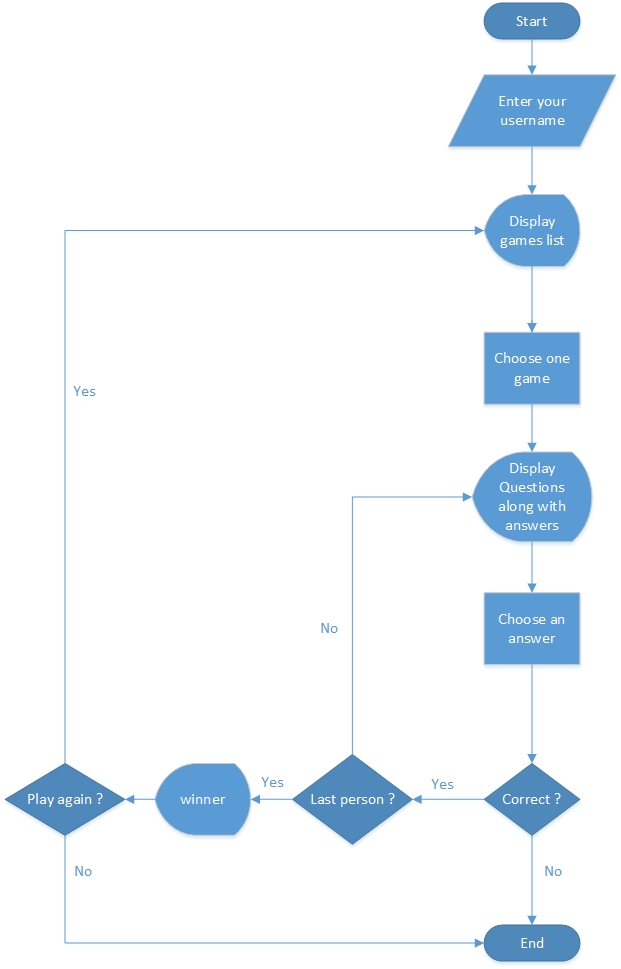 Start
Enter your
username
Display
games list
Yes
Choose one
game
Display
Questions
along with
answers
No
Choose an
answer
Play again ?
winner
Yes
Last person ?
Yes
Correct ?
No
No
End